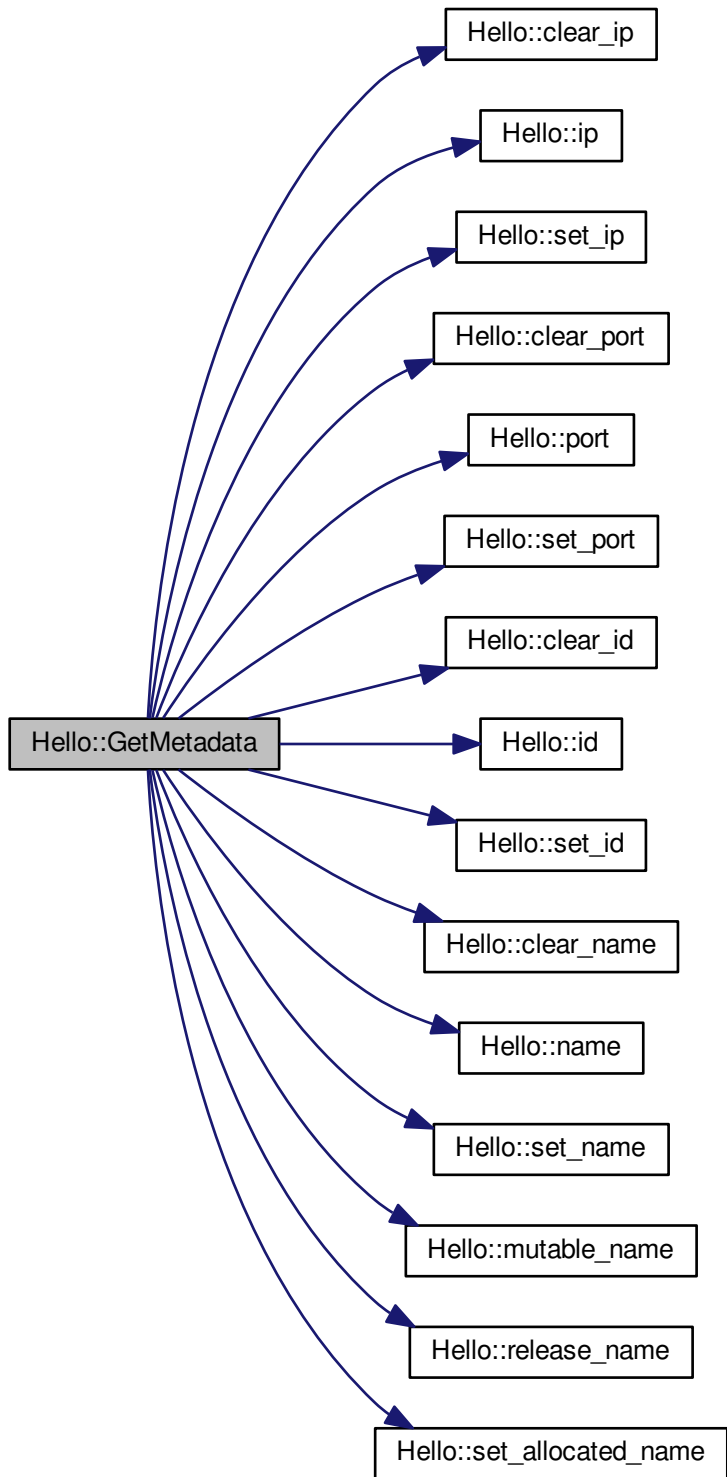 Hello::clear_ip
Hello::ip
Hello::set_ip
Hello::clear_port
Hello::port
Hello::set_port
Hello::clear_id
Hello::GetMetadata
Hello::id
Hello::set_id
Hello::clear_name
Hello::name
Hello::set_name
Hello::mutable_name
Hello::release_name
Hello::set_allocated_name